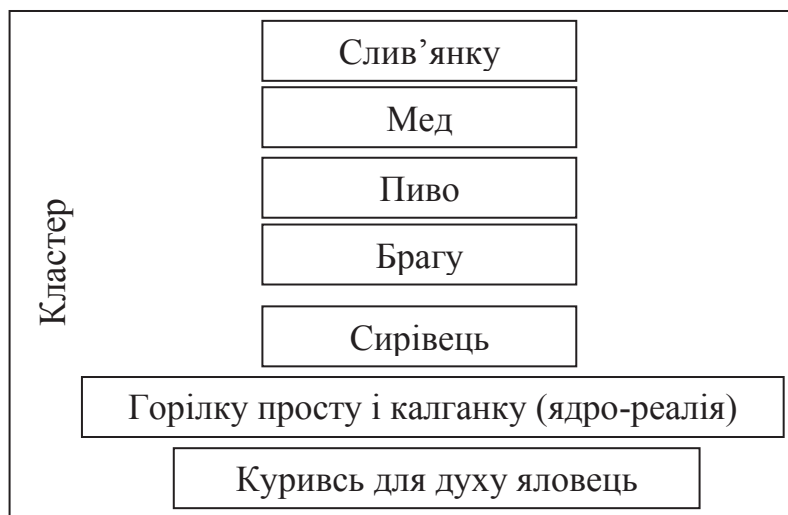 Кластер
Слив’янку
Мед
Пиво
Брагу
Сирівець
Горілку просту і калганку (ядро-реалія)
Куривсь для духу яловець